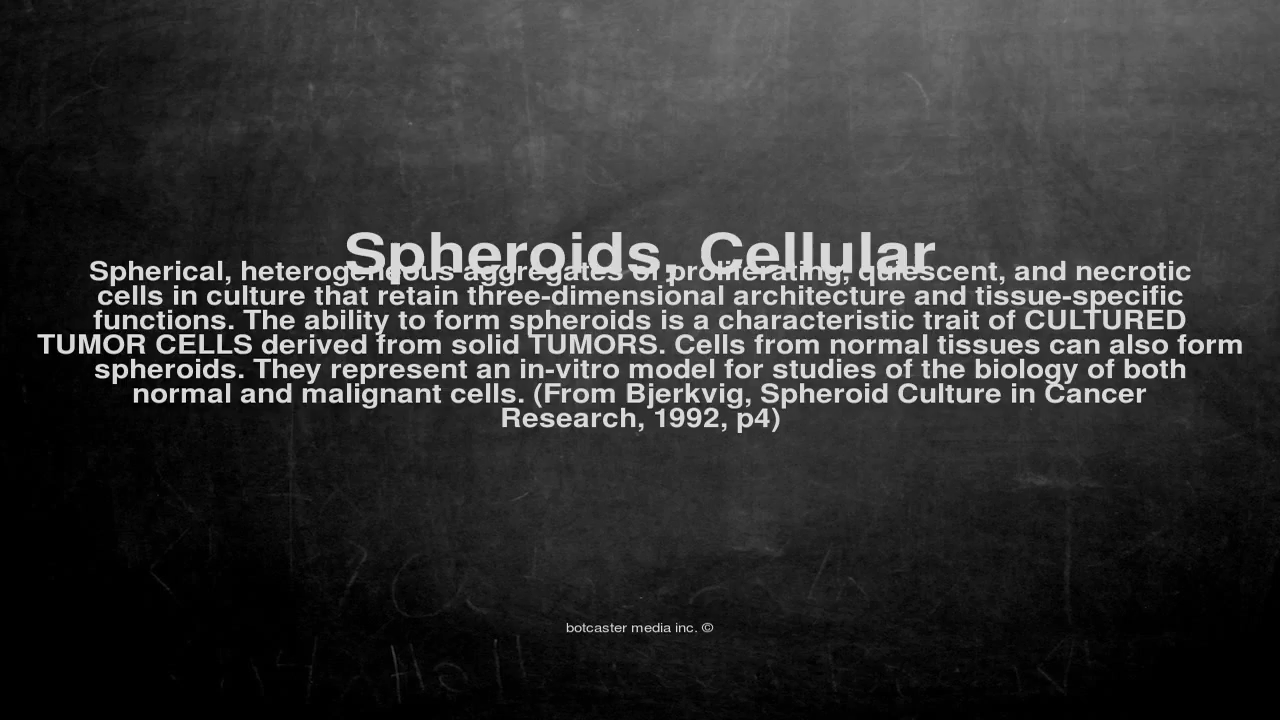 Spheroids, Cellular
Spherical, heterogeneous aggregates of proliferating, quiescent, and necrotic
cells in culture that retain three-dimensional architecture and tissue-specific
functions. The ability to form spheroids is a characteristic trait of CULTURED
TUMOR CELLS derived from solid TUMORS. Cells from normal tissues can also form
spheroids. They represent an in-vitro model for studies of the biology of both
normal and malignant cells. (From Bjerkvig, Spheroid Culture in Cancer
Research, 1992, p4)
botcaster media inc. ©